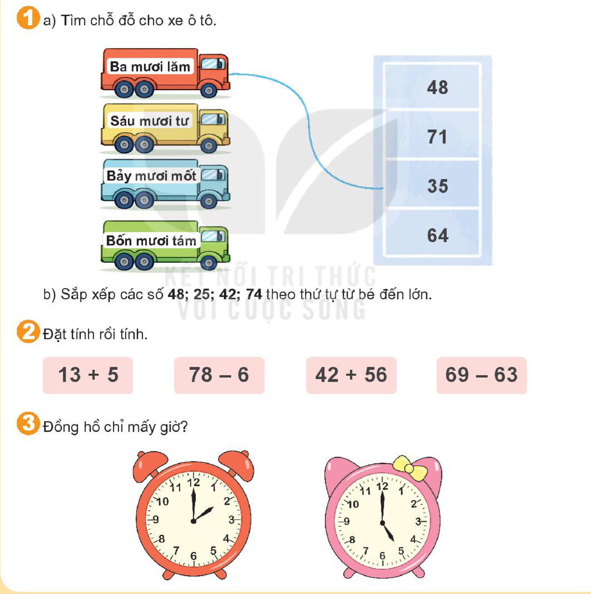 1 a) Tìm chỗ đỗ cho xe ô tô.
Ba mươi lăm
Sáu mươi tư
Bảy mươi mốt
Bốn mươi tám
48
71
35
64
KẾT NỐI TRI THỨC
VỚI CUỘC SỐNG
b) Sắp xếp các số 48; 25; 42; 74 theo thứ tự từ bé đến lớn.
2 Đặt tính rồi tính.
13 + 5 78 – 6 42 + 56 69 – 63
3 Đồng hồ chỉ mấy giờ?
12 1 2 3 4 5 6 7 8 9 10 11
12 1 2 3 4 5 6 7 8 9 10 11